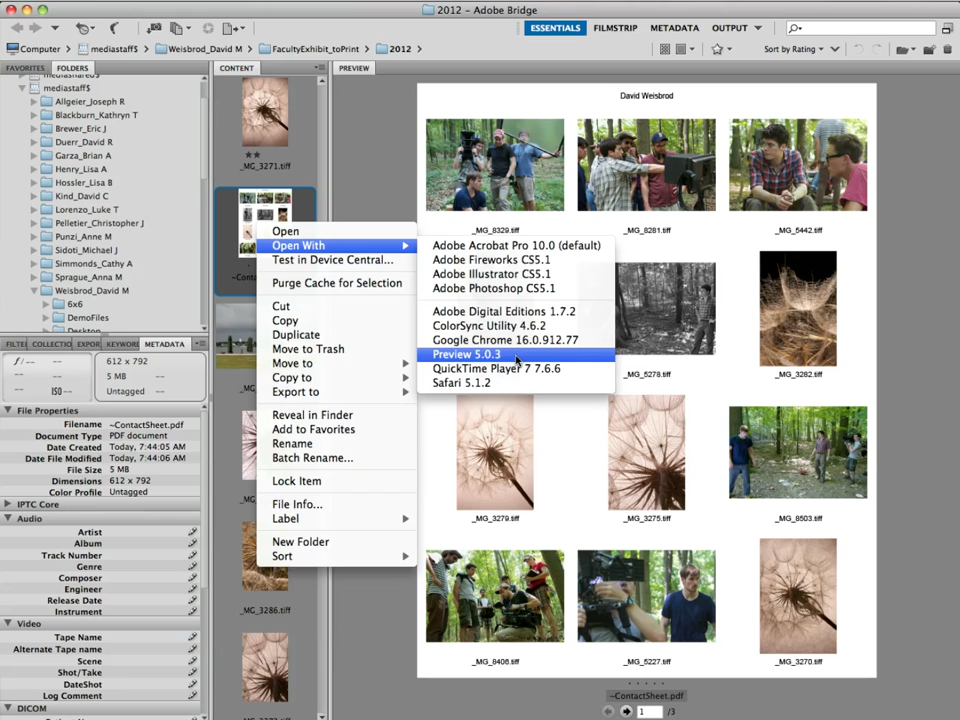 2012 - Adobe Bridge
ESSENTIALS FILMSTRIP METADATA OUTPUT
Computer mediastaff$ Weisbrod_David M FacultyExhibit_toPrint 2012
Sort by Rating
FAVORITES FOLDERS
mediashared$
mediastaff$
Allgeier_Joseph R
Blackburn_Kathryn T
Brewer_Eric J
Duerr_David R
Garza_Brian A
Henry_Lisa A
Hossler_Lisa B
Kind_David C
Lorenzo_Luke T
Pelletier_Christopher J
Punzi_Anne M
Sidoti_Michael J
Simmonds_Cathy A
Sprague_Anna M
Weisbrod_David M
6x6
DemoFiles
Desktop
FILTE COLLECTIO EXPOR KEYWORD METADATA
f/ -- --
-- --
-- ISO --
612 x 792
5 MB
Untagged
File Properties
Filename ~ContactSheet.pdf
Document Type PDF document
Date Created Today, 7:44:05 AM
Date File Modified Today, 7:44:06 AM
File Size 5 MB
Dimensions 612 x 792
Color Profile Untagged
IPTC Core
Audio
Artist
Album
Track Number
Genre
Composer
Engineer
Release Date
Instrument
Video
Tape Name
Alternate Tape name
Scene
Shot/Take
DateShot
Log Comment
DICOM
CONTENT
_MG_3271.tiff
~Co
_MG_3286.tiff
Open
Open With
Test in Device Central...
Purge Cache for Selection
Cut
Copy
Duplicate
Move to Trash
Move to
Copy to
Export to
Reveal in Finder
Add to Favorites
Rename
Batch Rename...
Lock Item
File Info...
Label
New Folder
Sort
Adobe Acrobat Pro 10.0 (default)
Adobe Fireworks CS5.1
Adobe Illustrator CS5.1
Adobe Photoshop CS5.1
Adobe Digital Editions 1.7.2
ColorSync Utility 4.6.2
Google Chrome 16.0.912.77
Preview 5.0.3
QuickTime Player 7 7.6.6
Safari 5.1.2
PREVIEW
David Weisbrod
_MG_8329.tiff _MG_8281.tiff _MG_5442.tiff
_MG_5278.tiff _MG_3282.tiff
_MG_3279.tiff _MG_3275.tiff _MG_8503.tiff
_MG_8406.tiff _MG_5227.tiff _MG_3270.tiff
~ContactSheet.pdf
1 /3